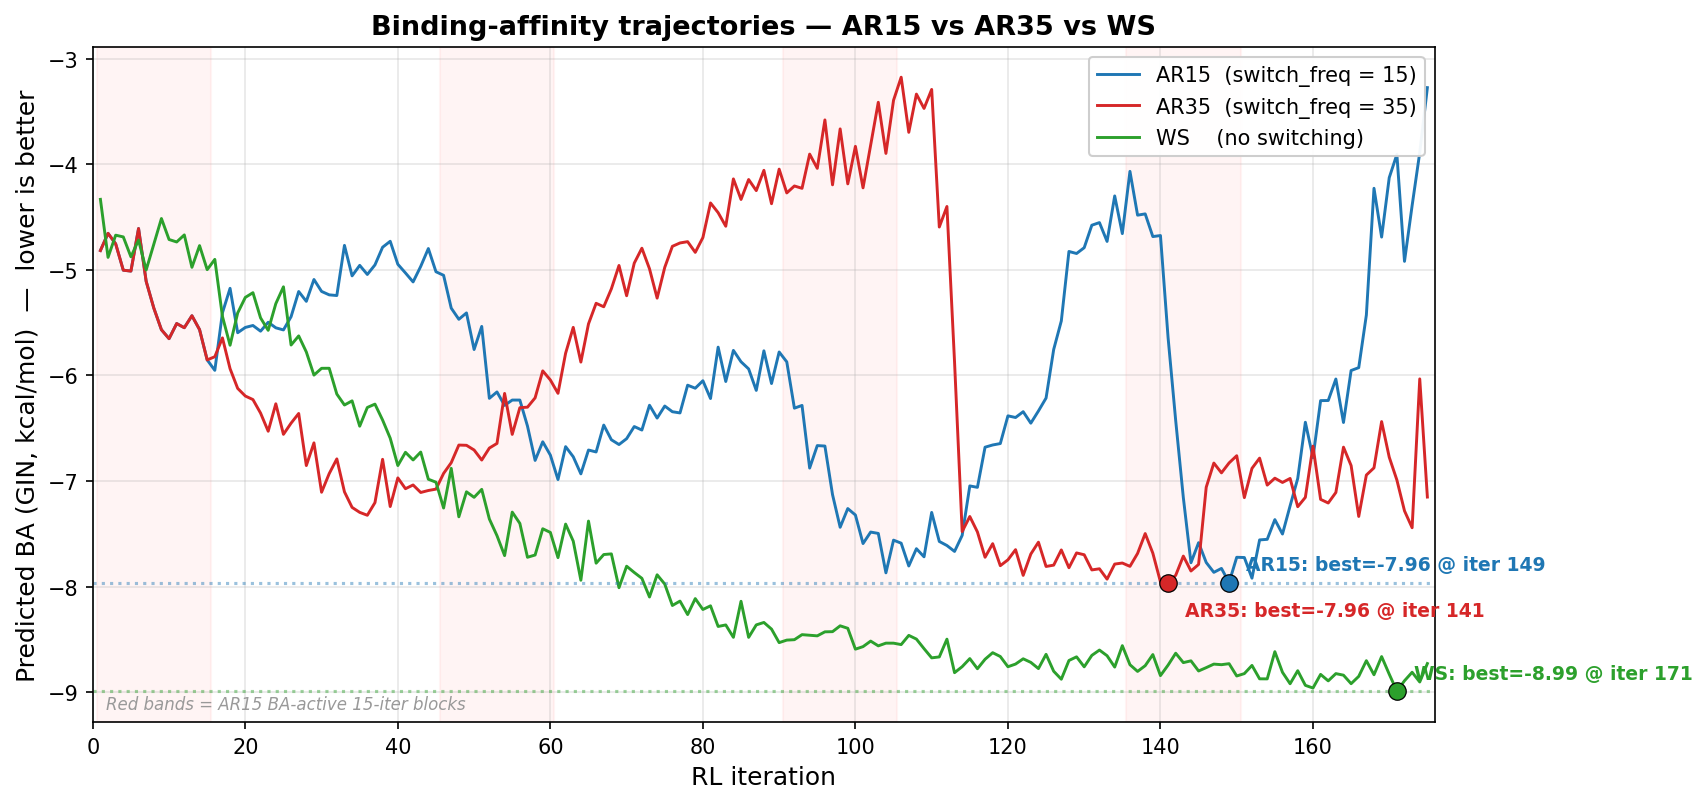 Binding-affinity trajectories — AR15 vs AR35 vs WS
Predicted BA (GIN, kcal/mol)  —  lower is better
−3
−4
−5
−6
−7
−8
−9
AR15  (switch_freq = 15)
AR35  (switch_freq = 35)
WS    (no switching)
AR15: best=-7.96 @ iter 149
AR35: best=-7.96 @ iter 141
WS: best=-8.99 @ iter 171
Red bands = AR15 BA-active 15-iter blocks
0 20 40 60 80 100 120 140 160
RL iteration